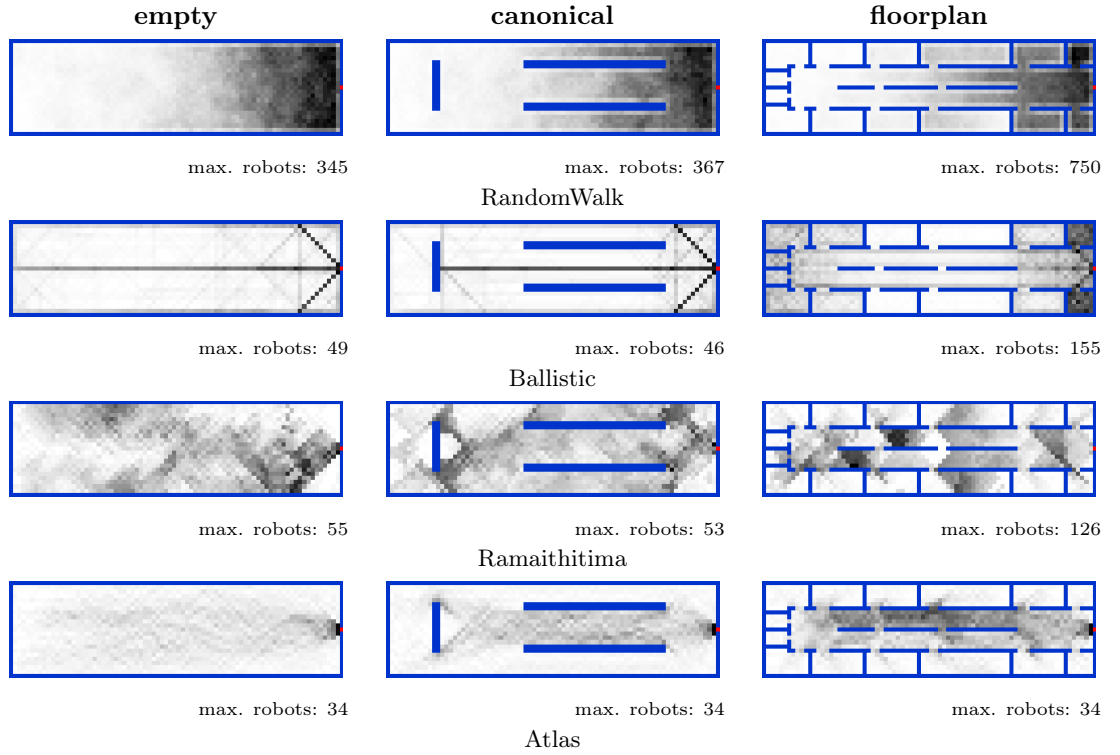 empty canonical floorplan
max. robots: 345 max. robots: 367 max. robots: 750
RandomWalk
max. robots: 49 max. robots: 46 max. robots: 155
Ballistic
max. robots: 55 max. robots: 53 max. robots: 126
Ramaithitima
max. robots: 34 max. robots: 34 max. robots: 34
Atlas